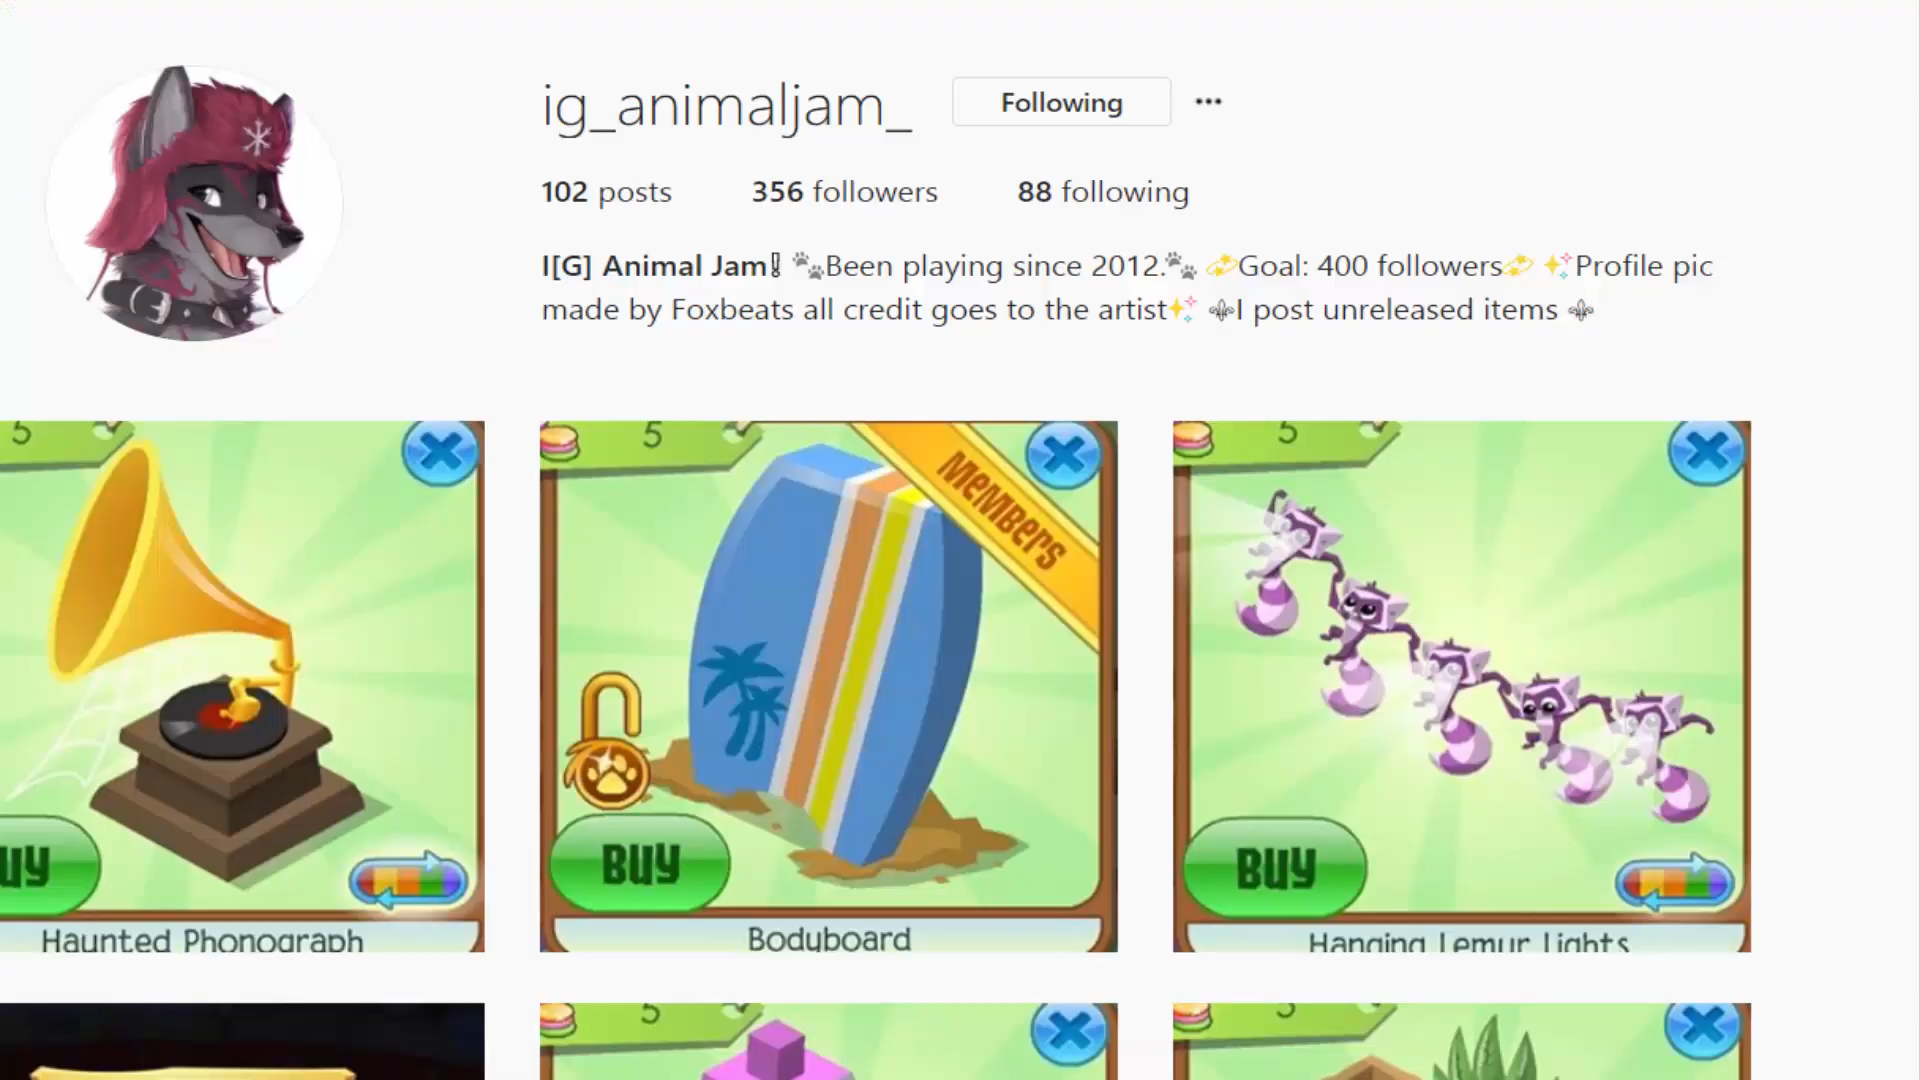 ig_animaljam_ Following •••
102 posts 356 followers 88 following
I[G] Animal Jam🎖 🐾Been playing since 2012.🐾 💫Goal: 400 followers💫 ✨Profile pic
made by Foxbeats all credit goes to the artist✨ ⚜I post unreleased items ⚜
5 5 5
MEMBERS
BUY BUY
Haunted Phonograph Bodyboard Hanging Lemur Lights
5 5